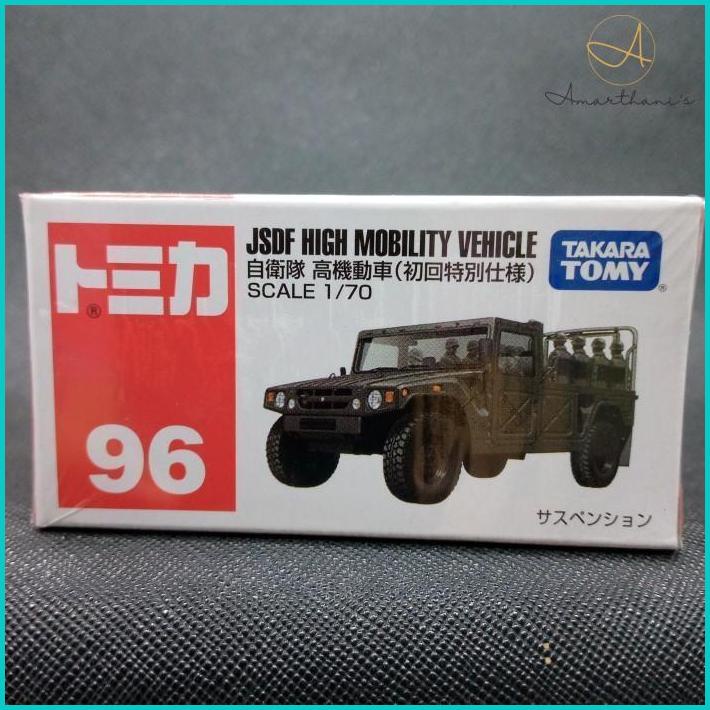 A
Amarthani's
トミカ®
96
JSDF HIGH MOBILITY VEHICLE
自衛隊 高機動車(初回特別仕様)
SCALE 1/70
TAKARA
TOMY
サスペンション